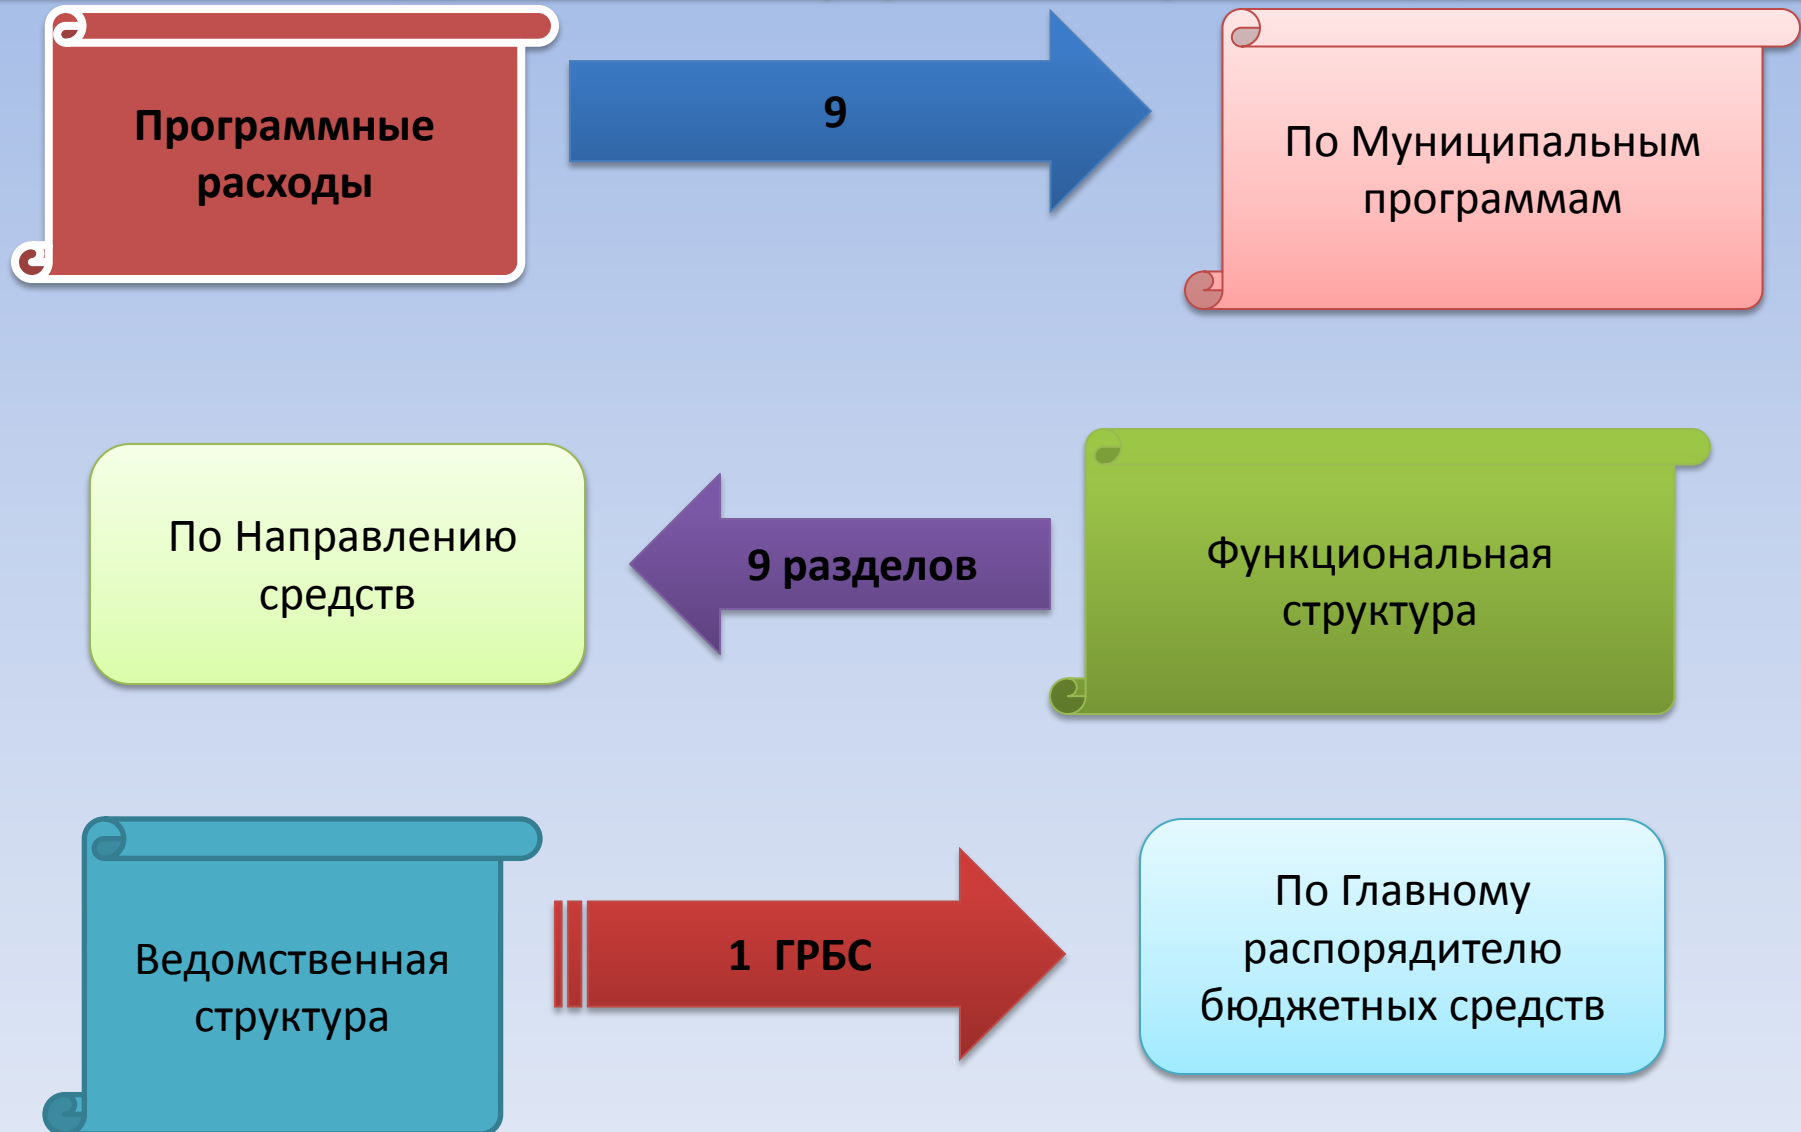 Программные
расходы
9
По Муниципальным
программам
По Направлению
средств
9 разделов
Функциональная
структура
Ведомственная
структура
1 ГРБС
По Главному
распорядителю
бюджетных средств